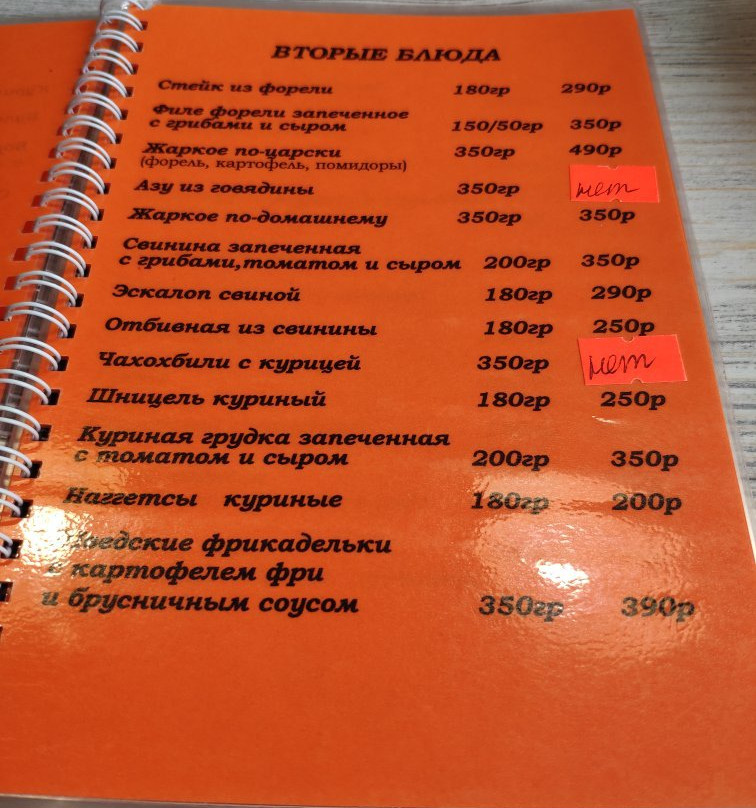 ВТОРЫЕ БЛЮДА
Стейк из форели 180гр 290р
Филе форели запеченное
с грибами и сыром 150/50гр 350р
Жаркое по-царски 350гр 490р
(форель, картофель, помидоры)
Азу из говядины 350гр нет
Жаркое по-домашнему 350гр 350р
Свинина запеченная
с грибами,томатом и сыром 200гр 350р
Эскалоп свиной 180гр 290р
Отбивная из свинины 180гр 250р
Чахохбили с курицей 350гр нет
Шницель куриный 180гр 250р
Куриная грудка запеченная
с томатом и сыром 200гр 350р
Наггетсы куриные 180гр 200р
Шведские фрикадельки
с картофелем фри
и брусничным соусом 350гр 390р